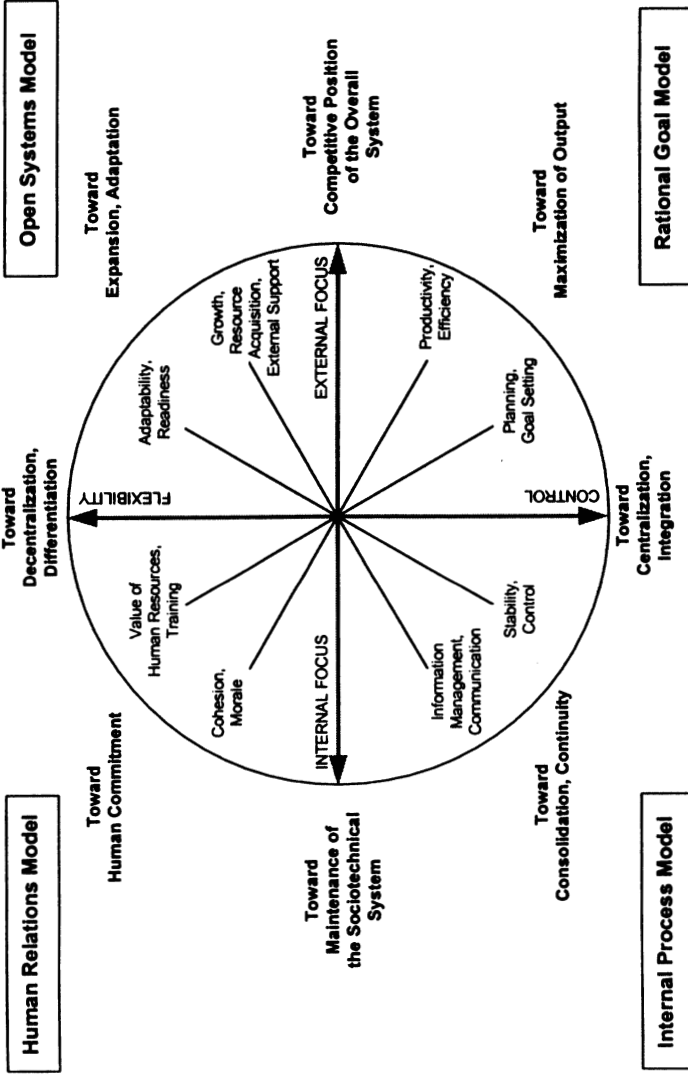 Human Relations Model
Open Systems Model
Toward
Decentralization,
Differentiation
Toward
Human Commitment
Toward
Expansion, Adaptation
FLEXIBILITY
Value of
Human Resources,
Training
Adaptability,
Readiness
Cohesion,
Morale
Growth,
Resource
Acquisition,
External Support
Toward
Maintenance of
the Sociotechnical
System
INTERNAL FOCUS
EXTERNAL FOCUS
Toward
Competitive Position
of the Overall
System
Information
Management,
Communication
Productivity,
Efficiency
Stability,
Control
Planning,
Goal Setting
CONTROL
Toward
Consolidation, Continuity
Toward
Maximization of Output
Toward
Centralization,
Integration
Internal Process Model
Rational Goal Model